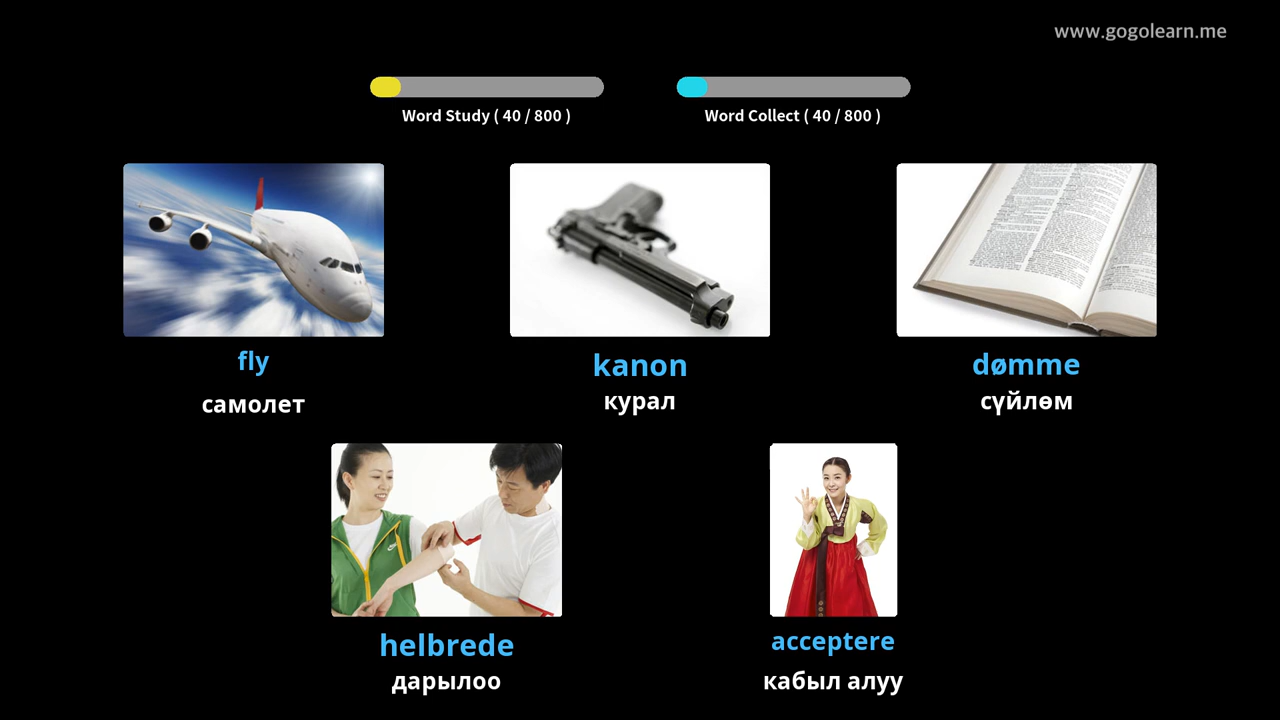 www.gogolearn.me
Word Study ( 40 / 800 )
Word Collect ( 40 / 800 )
fly
самолет
kanon
курал
dømme
сүйлөм
helbrede
дарылоо
acceptere
кабыл алуу